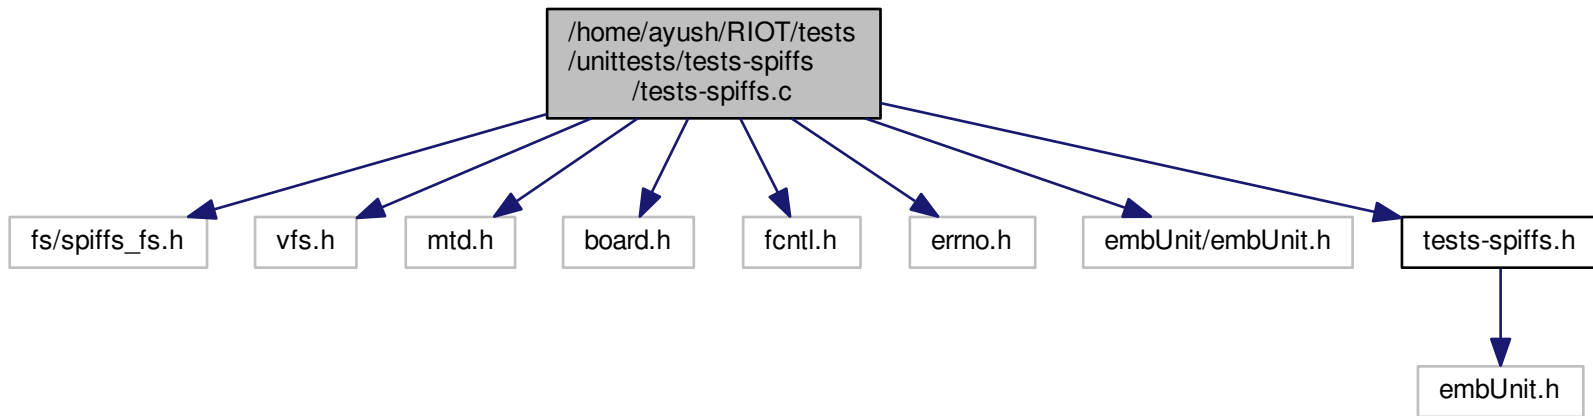 /home/ayush/RIOT/tests
/unittests/tests-spiffs
/tests-spiffs.c
fs/spiffs_fs.h
vfs.h
mtd.h
board.h
fcntl.h
errno.h
embUnit/embUnit.h
tests-spiffs.h
embUnit.h